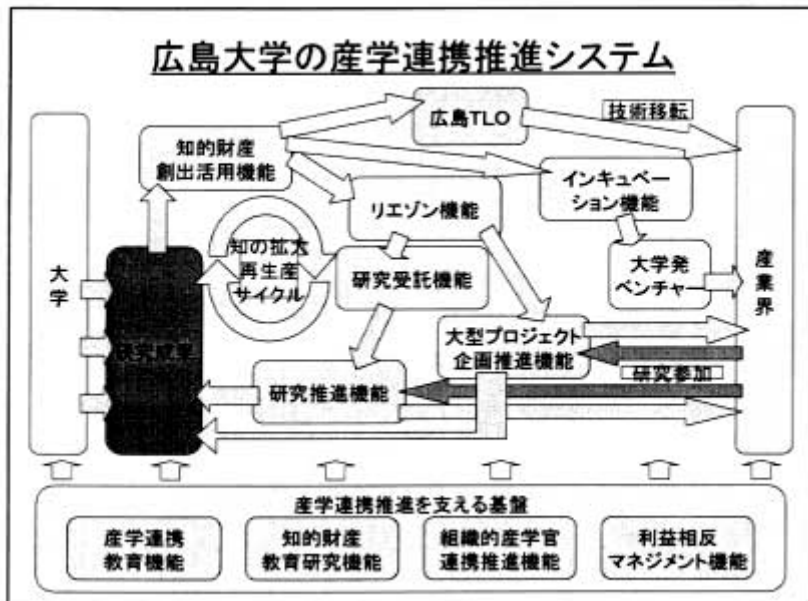 広島大学の産学連携推進システム
広島TLO
技術移転
知的財産
創出活用機能
インキュベー
ション機能
リエゾン機能
大学
知の拡大
再生産
サイクル
研究受託機能
大学発
ベンチャー
産業界
研究成果
大型プロジェクト
企画推進機能
研究参加
研究推進機能
産学連携推進を支える基盤
産学連携
教育機能
知的財産
教育研究機能
組織的産学官
連携推進機能
利益相反
マネジメント機能